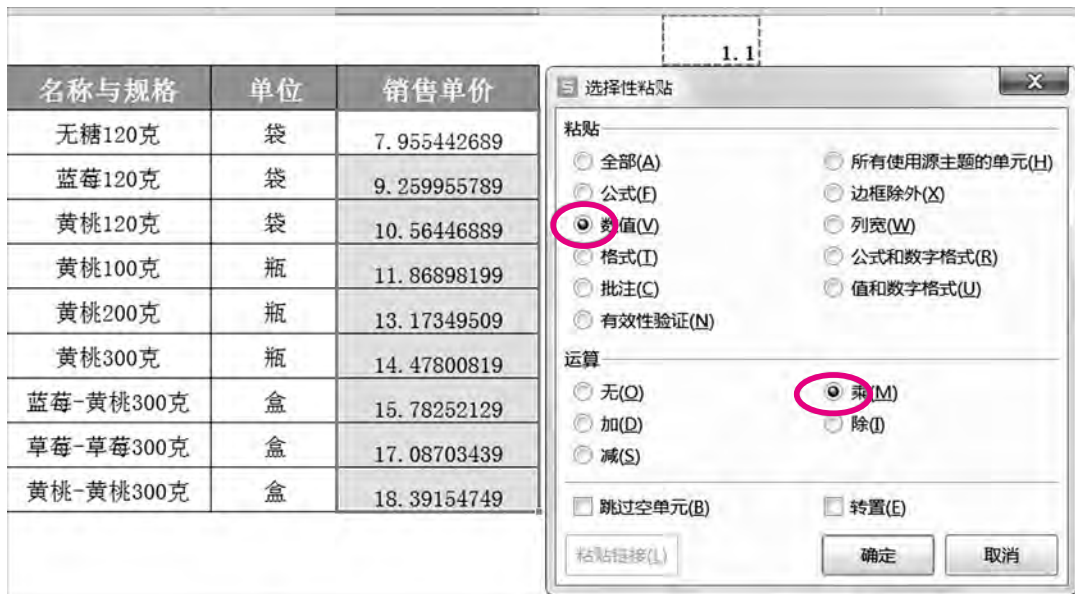 1.1
名称与规格 单位 销售单价
无糖120克 袋 7.955442689
蓝莓120克 袋 9.259955789
黄桃120克 袋 10.56446889
黄桃100克 瓶 11.86898199
黄桃200克 瓶 13.17349509
黄桃300克 瓶 14.47800819
蓝莓-黄桃300克 盒 15.78252129
草莓-草莓300克 盒 17.08703439
黄桃-黄桃300克 盒 18.39154749
S 选择性粘贴 X
粘贴
全部(A) 所有使用源主题的单元(H)
公式(F) 边框除外(X)
数值(V) 列宽(W)
格式(T) 公式和数字格式(R)
批注(C) 值和数字格式(U)
有效性验证(N)
运算
无(O) 乘(M)
加(D) 除(I)
减(S)
跳过空单元(B) 转置(E)
粘贴链接(L) 确定 取消